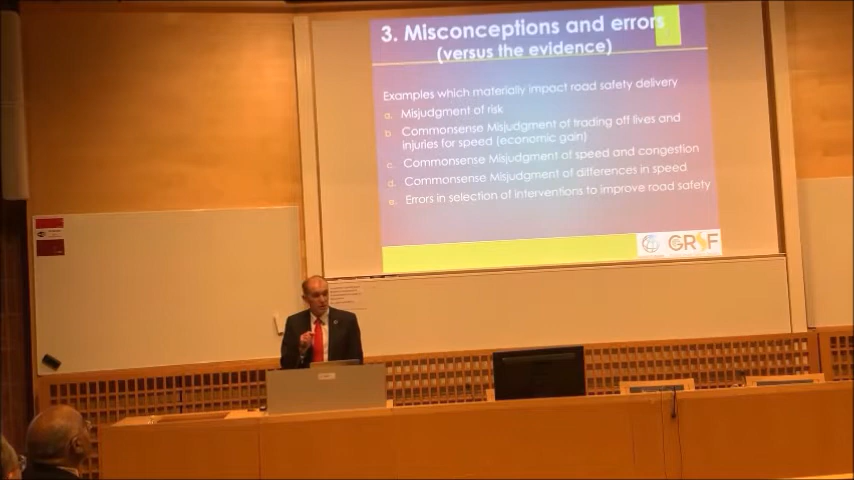 3. Misconceptions and errors
(versus the evidence)
Examples which materially impact road safety delivery
a. Misjudgment of risk
b. Commonsense Misjudgment of trading off lives and
injuries for speed (economic gain)
c. Commonsense Misjudgment of speed and congestion
d. Commonsense Misjudgment of differences in speed
e. Errors in selection of interventions to improve road safety
GRSF